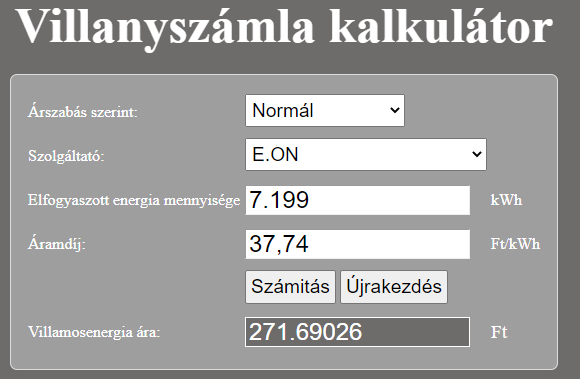 Villanyszámla kalkulátor
Árszabás szerint: Normál
Szolgáltató: E.ON
Elfogyaszott energia mennyisége 7.199 kWh
Áramdíj: 37,74 Ft/kWh
Számitás Újrakezdés
Villamosenergia ára: 271.69026 Ft